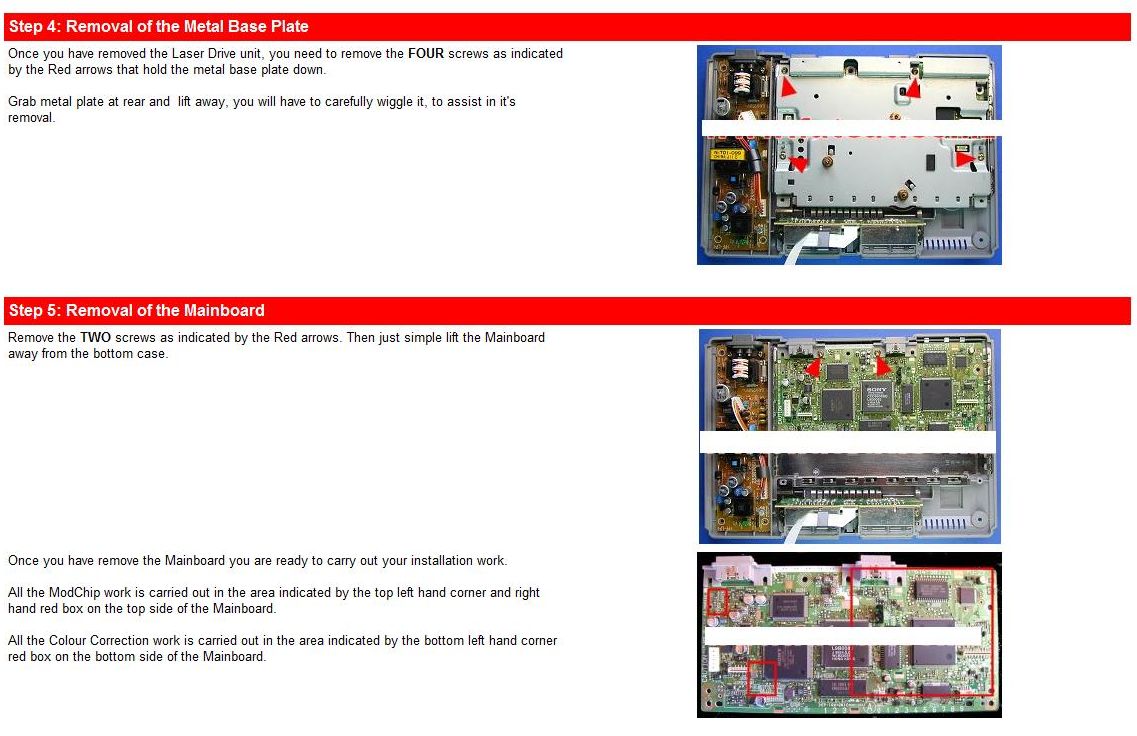 Step 4: Removal of the Metal Base Plate
Once you have removed the Laser Drive unit, you need to remove the FOUR screws as indicated
by the Red arrows that hold the metal base plate down.
Grab metal plate at rear and lift away, you will have to carefully wiggle it, to assist in it's
removal.
Step 5: Removal of the Mainboard
Remove the TWO screws as indicated by the Red arrows. Then just simple lift the Mainboard
away from the bottom case.
SONY
Once you have remove the Mainboard you are ready to carry out your installation work.
All the ModChip work is carried out in the area indicated by the top left hand corner and right
hand red box on the top side of the Mainboard.
All the Colour Correction work is carried out in the area indicated by the bottom left hand corner
red box on the bottom side of the Mainboard.